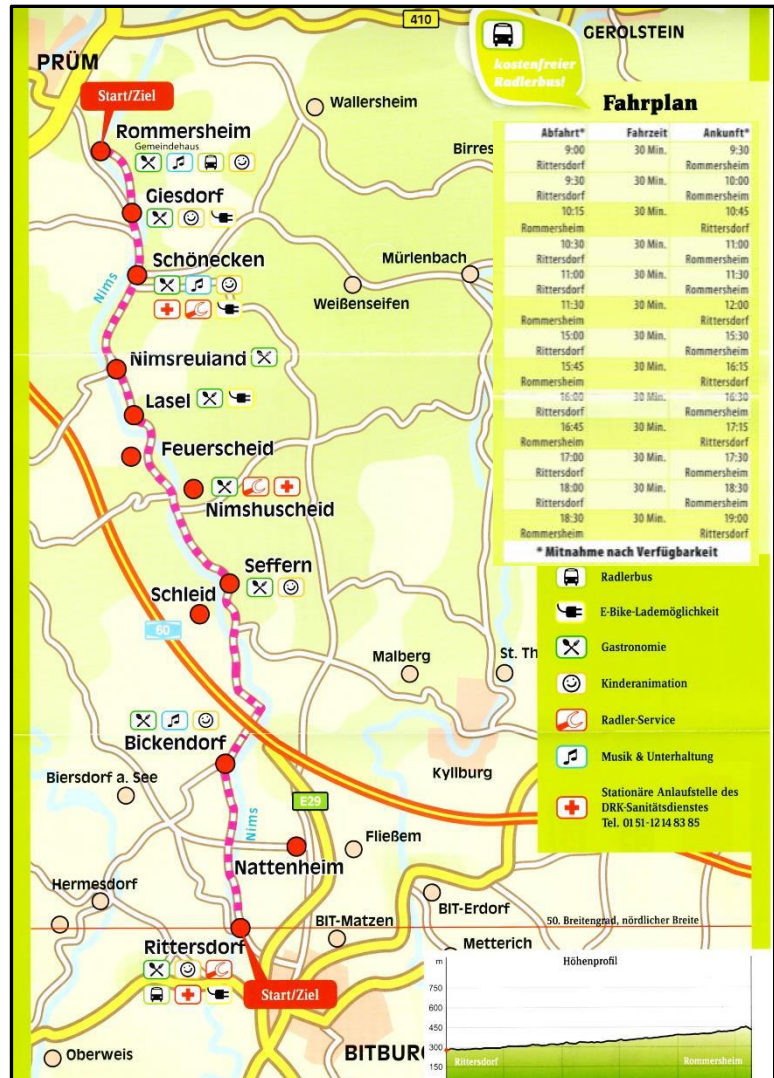 410
GEROLSTEIN
PRÜM
kostenfreier
Radlerbus!
Start/Ziel
Wallersheim
Rommersheim
Gemeindehaus
Birres
Giesdorf
Schönecken
Mürlenbach
Nims
Weißenseifen
Nimsreuland
Lasel
Feuerscheid
Nimshuscheid
Seffern
Schleid
60
Malberg
St. Th
Bickendorf
Kyllburg
Biersdorf a. See
E29
Nims
Fließem
Nattenheim
Hermesdorf
BIT-Erdorf
BIT-Matzen
50. Breitengrad, nördlicher Breite
Rittersdorf
Metterich
Start/Ziel
Oberweis
BITBURG
Fahrplan
Abfahrt* Fahrzeit Ankunft*
9:00 30 Min. 9:30
Rittersdorf Rommersheim
9:30 30 Min. 10:00
Rittersdorf Rommersheim
10:15 30 Min. 10:45
Rommersheim Rittersdorf
10:30 30 Min. 11:00
Rittersdorf Rommersheim
11:00 30 Min. 11:30
Rittersdorf Rommersheim
11:30 30 Min. 12:00
Rommersheim Rittersdorf
15:00 30 Min. 15:30
Rittersdorf Rommersheim
15:45 30 Min. 16:15
Rommersheim Rittersdorf
16:00 30 Min. 16:30
Rittersdorf Rommersheim
16:45 30 Min. 17:15
Rommersheim Rittersdorf
17:00 30 Min. 17:30
Rittersdorf Rommersheim
18:00 30 Min. 18:30
Rittersdorf Rommersheim
18:30 30 Min. 19:00
Rommersheim Rittersdorf
* Mitnahme nach Verfügbarkeit
Radlerbus
E-Bike-Lademöglichkeit
Gastronomie
Kinderanimation
Radler-Service
Musik & Unterhaltung
Stationäre Anlaufstelle des
DRK-Sanitätsdienstes
Tel. 01 51-12 14 83 85
m
Höhenprofil
750
600
450
300
150
Rittersdorf
Rommersheim